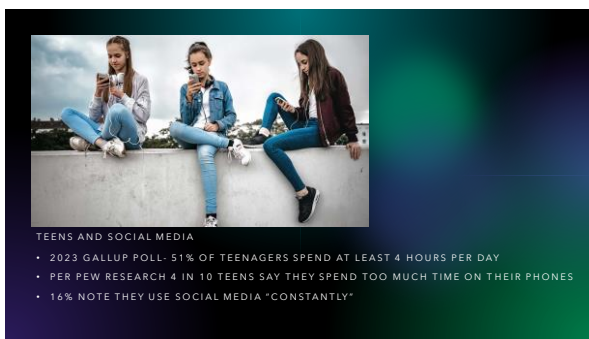 TEENS AND SOCIAL MEDIA
• 2023 GALLUP POLL- 51% OF TEENAGERS SPEND AT LEAST 4 HOURS PER DAY
• PER PEW RESEARCH 4 IN 10 TEENS SAY THEY SPEND TOO MUCH TIME ON THEIR PHONES
• 16% NOTE THEY USE SOCIAL MEDIA “CONSTANTLY”